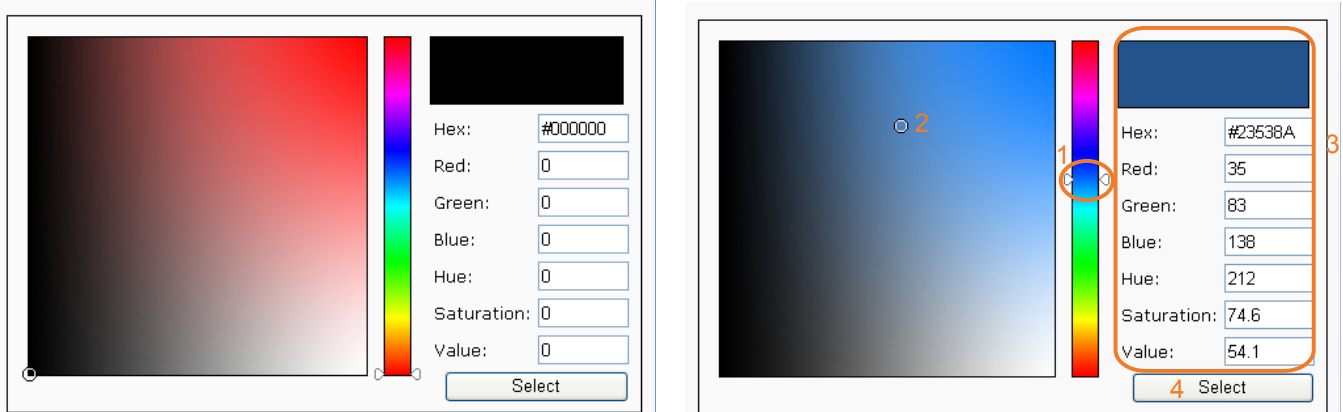 Hex: #000000
Red: 0
Green: 0
Blue: 0
Hue: 0
Saturation: 0
Value: 0
Select
2
1
3
Hex: #23538A
Red: 35
Green: 83
Blue: 138
Hue: 212
Saturation: 74.6
Value: 54.1
4 Select